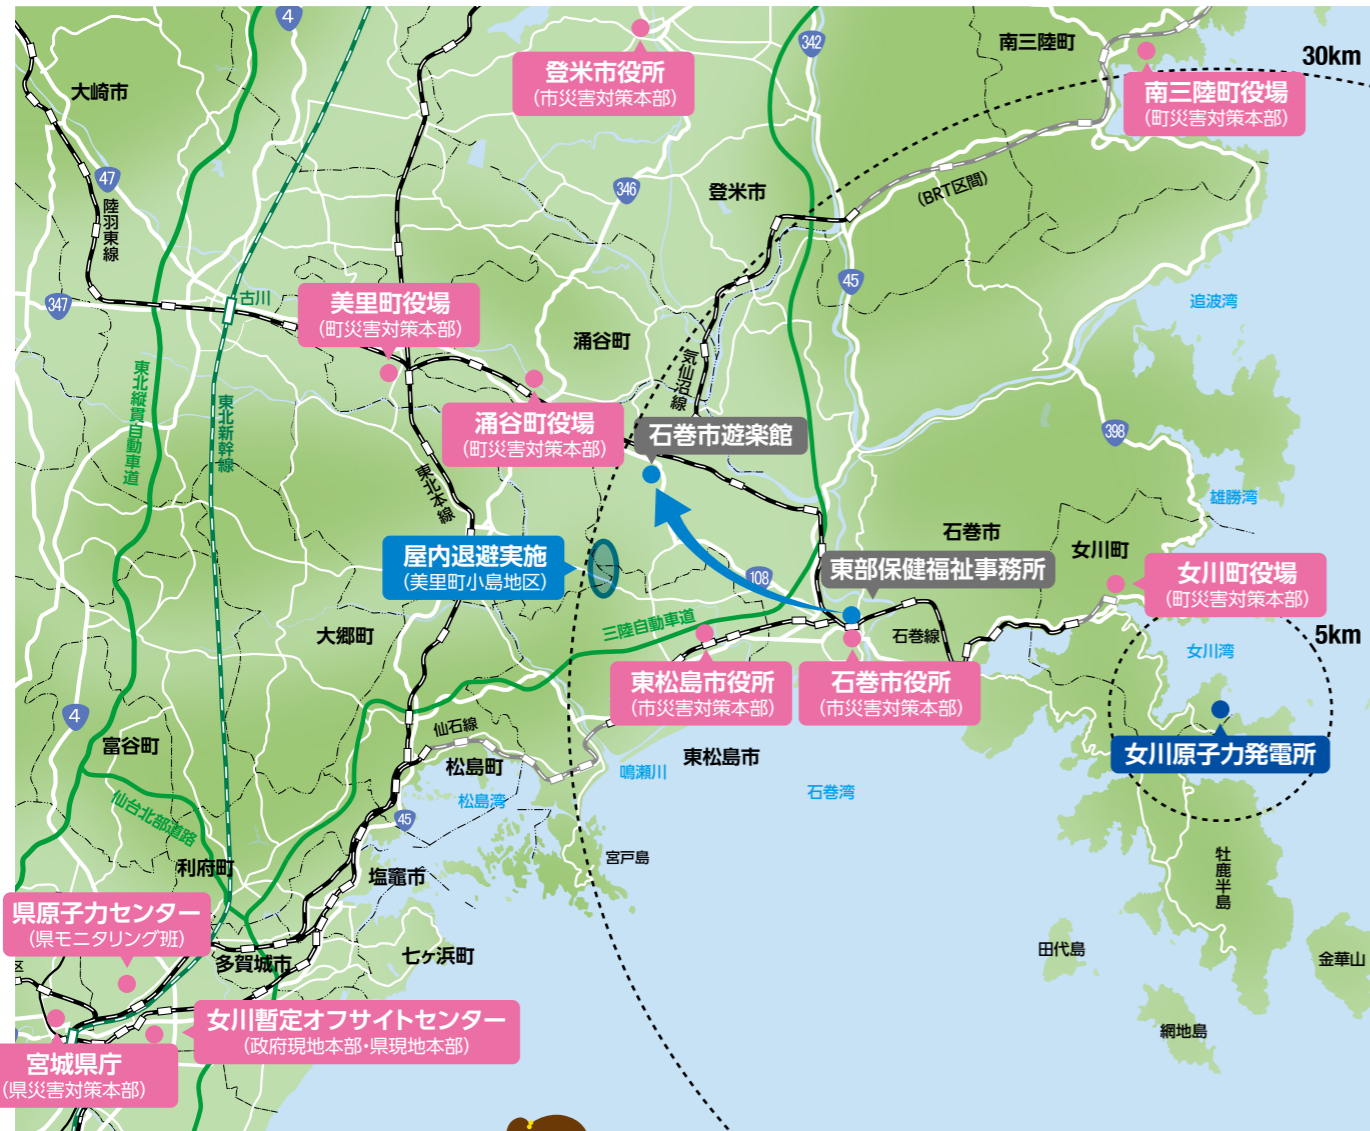 4
342
南三陸町
30km
登米市役所
(市災害対策本部)
南三陸町役場
(町災害対策本部)
大崎市
47
陸羽東線
346
登米市
(BRT区間)
45
347
古川
美里町役場
(町災害対策本部)
涌谷町
気仙沼線
追波湾
東北縦貫自動車道
東北新幹線
涌谷町役場
(町災害対策本部)
石巻市遊楽館
398
東北本線
雄勝湾
石巻市
女川町
屋内退避実施
(美里町小島地区)
108
東部保健福祉事務所
女川町役場
(町災害対策本部)
大郷町
三陸自動車道
石巻線
5km
女川湾
東松島市役所
(市災害対策本部)
石巻市役所
(市災害対策本部)
4
富谷町
仙石線
松島町
松島湾
鳴瀬川
東松島市
石巻湾
女川原子力発電所
仙台北部道路
45
利府町
塩竈市
宮戸島
牡鹿半島
県原子力センター
(県モニタリング班)
多賀城市
七ヶ浜町
田代島
金華山
区
女川暫定オフサイトセンター
(政府現地本部・県現地本部)
網地島
宮城県庁
(県災害対策本部)